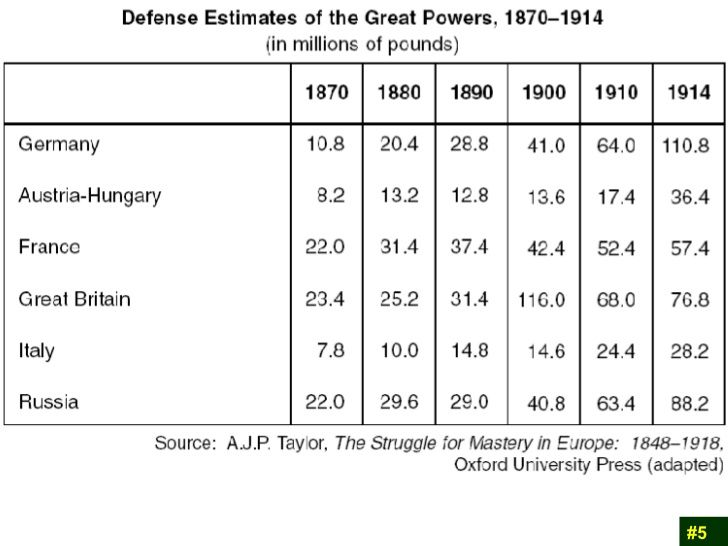 Defense Estimates of the Great Powers, 1870–1914
(in millions of pounds)
1870 1880 1890 1900 1910 1914
Germany 10.8 20.4 28.8 41.0 64.0 110.8
Austria-Hungary 8.2 13.2 12.8 13.6 17.4 36.4
France 22.0 31.4 37.4 42.4 52.4 57.4
Great Britain 23.4 25.2 31.4 116.0 68.0 76.8
Italy 7.8 10.0 14.8 14.6 24.4 28.2
Russia 22.0 29.6 29.0 40.8 63.4 88.2
Source: A.J.P. Taylor, The Struggle for Mastery in Europe: 1848–1918,
Oxford University Press (adapted)
#5